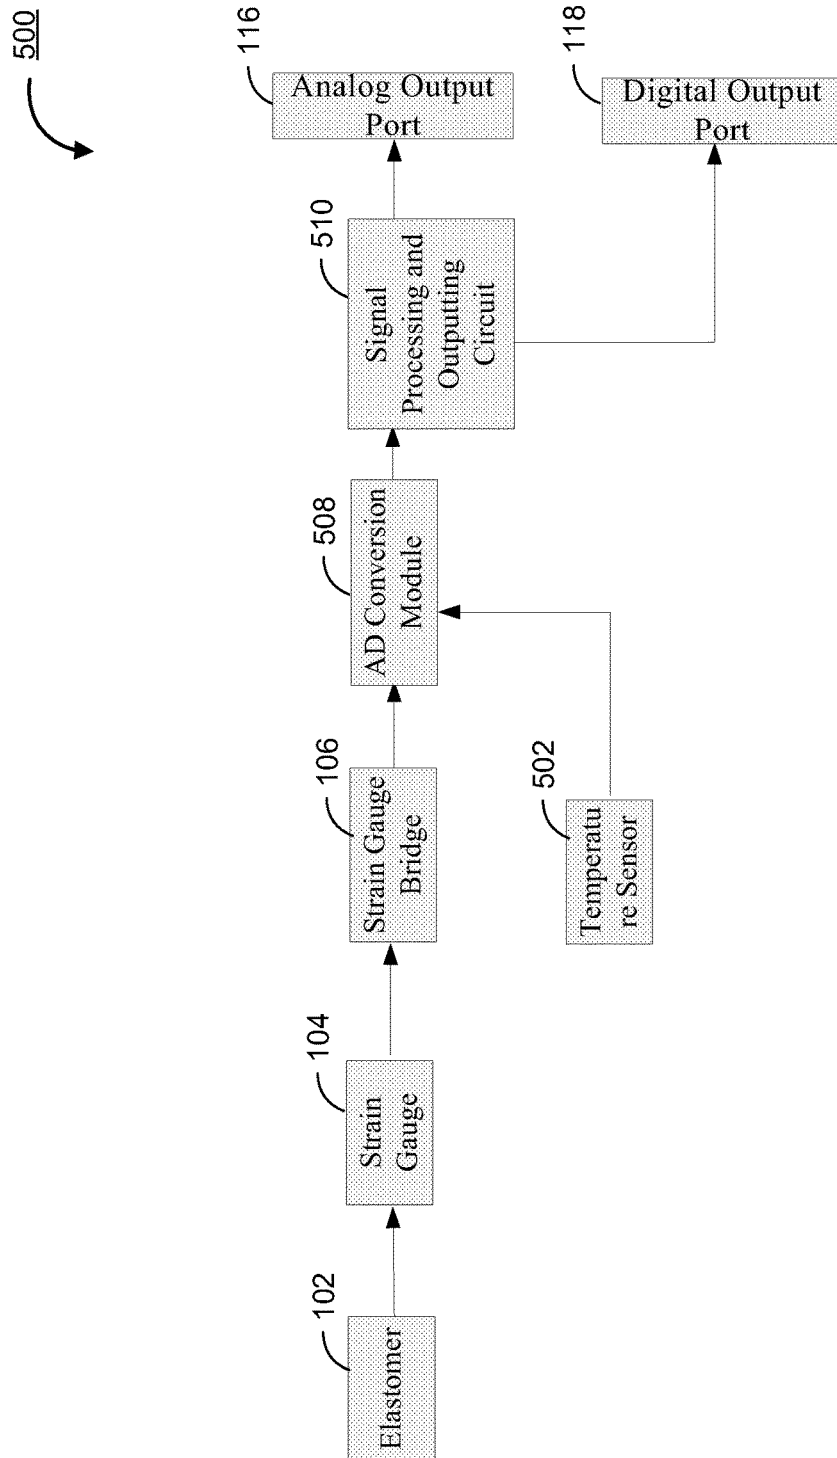 500
102
Elastomer
104
Strain
Gauge
106
Strain Gauge
Bridge
508
AD Conversion
Module
510
Signal
Processing and
Outputting
Circuit
116
Analog Output
Port
502
Temperatu
re Sensor
118
Digital Output
Port